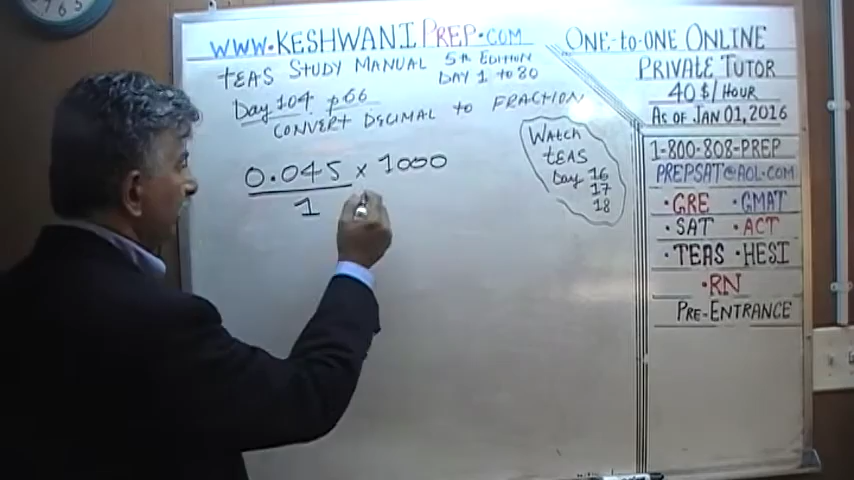 www.KESHWANIPREP.COM
TEAS STUDY MANUAL 5th EDITION
DAY 1 TO 80
Day 104 p66
CONVERT DECIMAL to FRACTION
0.045 x 1000
1
WATCH
tEAS
Day 16
17
18
ONE-to-ONE ONLINE
PRIVATE TUTOR
40 $/HOUR
AS OF JAN 01, 2016
1-800-808-PREP
PREPSAT@AOL.COM
•GRE •GMAT
•SAT •ACT
•TEAS •HESI
•RN
PRE-ENTRANCE